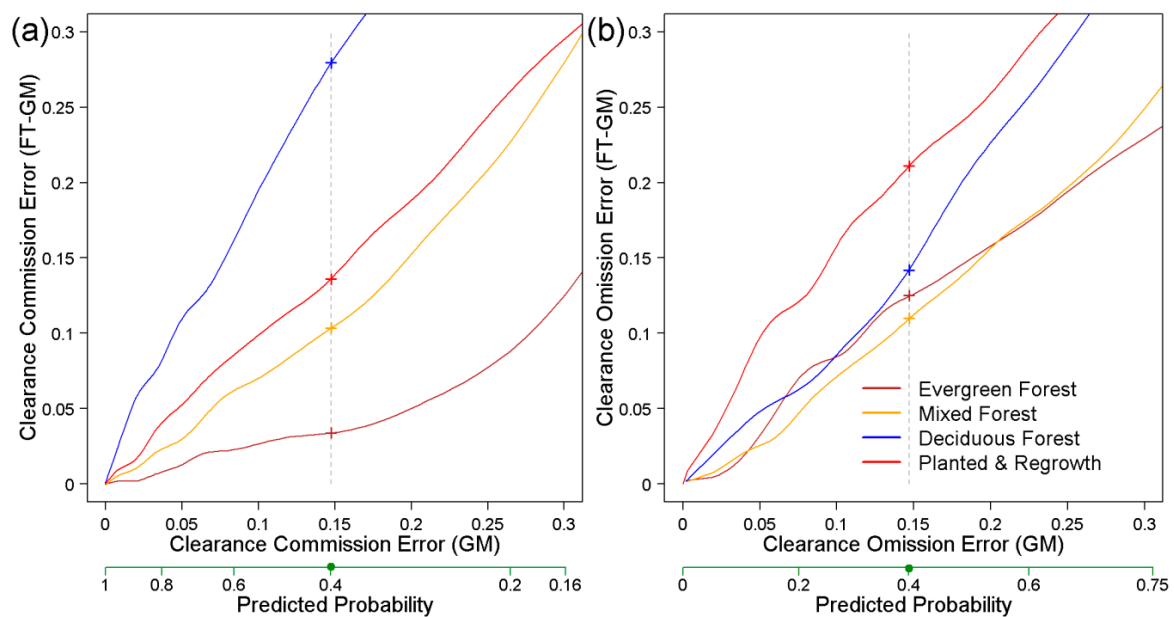 (a)
Clearance Commission Error (FT-GM)
0.3
0.25
0.2
0.15
0.1
0.05
0
0 0.05 0.1 0.15 0.2 0.25 0.3
Clearance Commission Error (GM)
1 0.8 0.6 0.4 0.2 0.16
Predicted Probability
(b)
Clearance Omission Error (FT-GM)
0.3
0.25
0.2
0.15
0.1
0.05
0
Evergreen Forest
Mixed Forest
Deciduous Forest
Planted & Regrowth
0 0.05 0.1 0.15 0.2 0.25 0.3
Clearance Omission Error (GM)
0 0.2 0.4 0.6 0.75
Predicted Probability